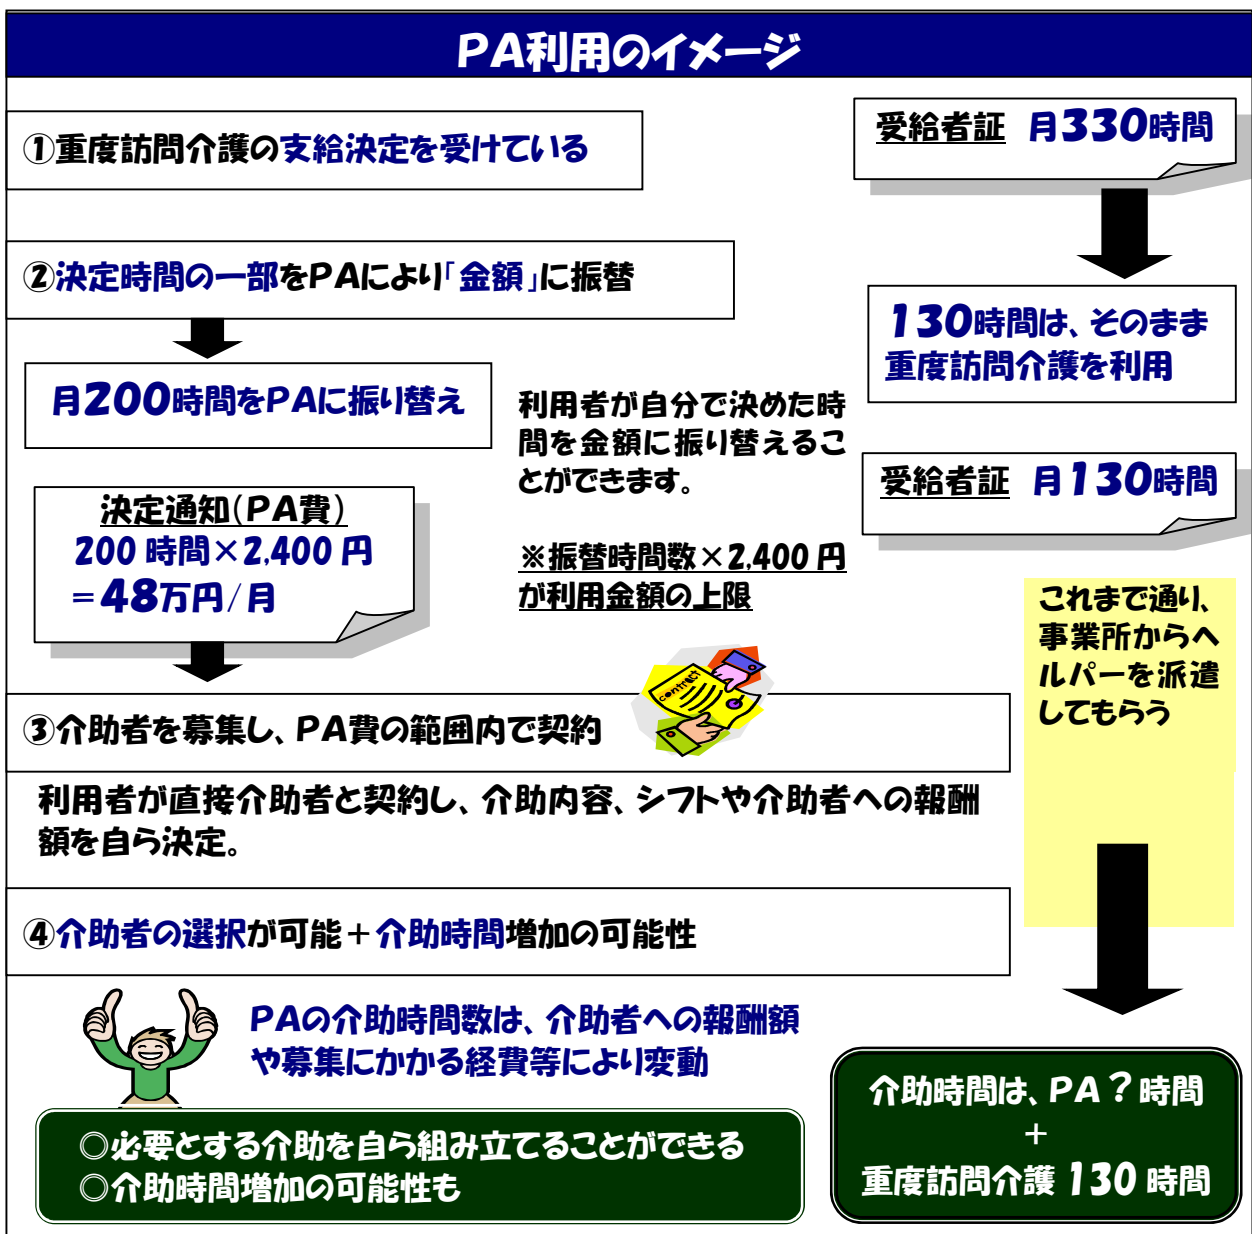 PA利用のイメージ
①重度訪問介護の支給決定を受けている
受給者証 月330時間
②決定時間の一部をPAにより「金額」に振替
130時間は、そのまま
重度訪問介護を利用
月200時間をPAに振り替え
利用者が自分で決めた時
間を金額に振り替えるこ
とができます。
※振替時間数×2,400円
が利用金額の上限
受給者証 月130時間
決定通知(PA費)
200時間×2,400円
=48万円/月
これまで通り、
事業所からヘ
ルパーを派遣
してもらう
contract
③介助者を募集し、PA費の範囲内で契約
利用者が直接介助者と契約し、介助内容、シフトや介助者への報酬
額を自ら決定。
④介助者の選択が可能+介助時間増加の可能性
PAの介助時間数は、介助者への報酬額
や募集にかかる経費等により変動
◎必要とする介助を自ら組み立てることができる
◎介助時間増加の可能性も
介助時間は、PA?時間
+
重度訪問介護130時間